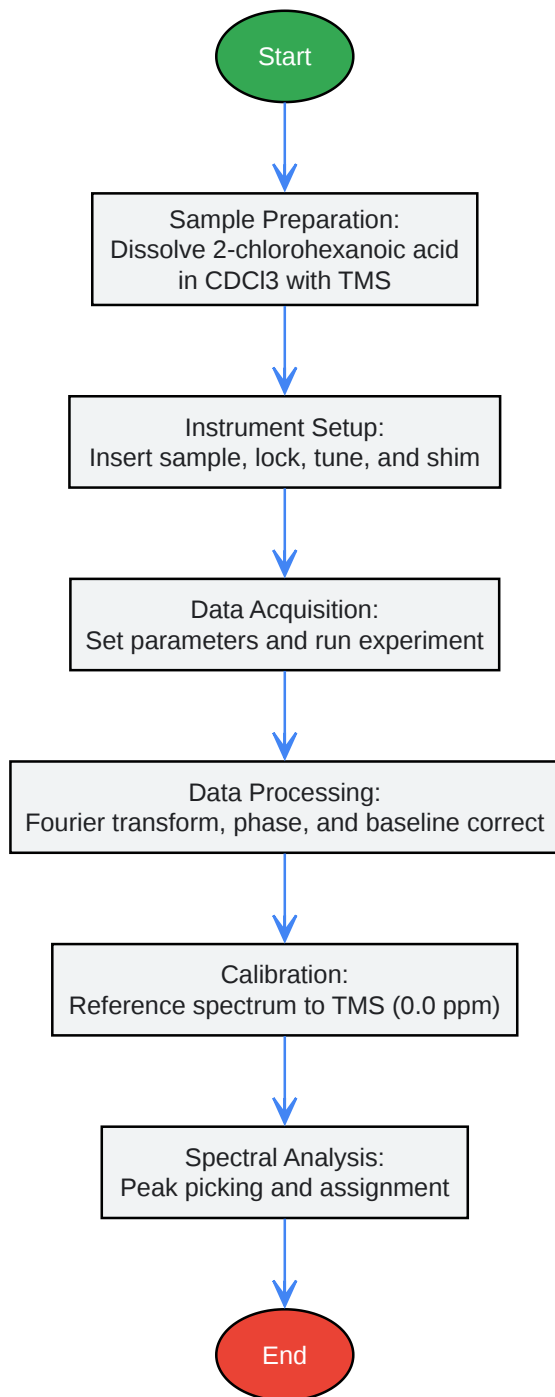 Start
Sample Preparation:
Dissolve 2-chlorohexanoic acid
in CDCl3 with TMS
Instrument Setup:
Insert sample, lock, tune, and shim
Data Acquisition:
Set parameters and run experiment
Data Processing:
Fourier transform, phase, and baseline correct
Calibration:
Reference spectrum to TMS (0.0 ppm)
Spectral Analysis:
Peak picking and assignment
End